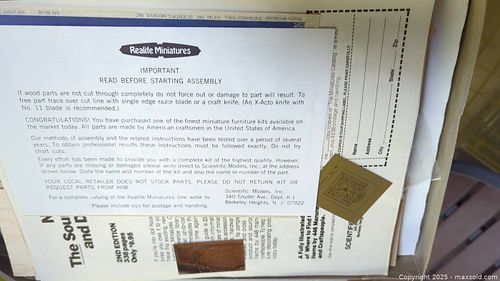 Realife Miniatures
IMPORTANT
READ BEFORE STARTING ASSEMBLY
If wood parts are not cut through completely do not force out or damage to part will result. To
free part trace over cut line with single edge razor blade or a craft knife. (An X-Acto knife with
No. 11 blade is recommended.)
CONGRATULATIONS! You have purchased one of the finest miniature furniture kits available on
the market today. All parts are made by American craftsmen in the United States of America.
Our methods of assembly and the related instructions have been tested over a period of several
years. To obtain professional results these instructions must be followed exactly. Do not try
short cuts.
Every effort has been made to provide you with a complete kit of the highest quality. However,
if any parts are missing or damaged, please write direct to Scientific Models, Inc., at the address
shown below. State the name and number of the kit and also the name or number of the part.
YOUR LOCAL RETAILER DOES NOT STOCK PARTS. PLEASE DO NOT RETURN KIT OR
REQUEST PARTS FROM HIM.
Scientific Models, Inc.
For a complete catalog of the Realife Miniatures line write to
340 Snyder Ave., Dept. K-J
Berkeley Heights, N. J. 07922
Please include 50¢ for postage and handling.
Name
Address
City
State
Zip
The Sou
and D
2ND EDITION
Only $9.95
A Fully Illustrated
Copyright 2025 - maxsold.com